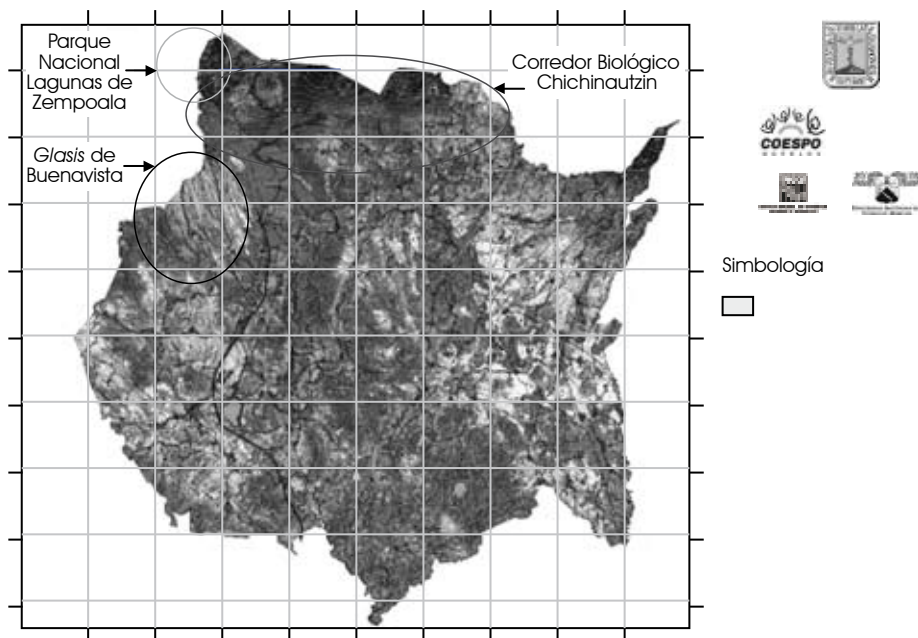 Parque
Nacional
Lagunas de
Zempoala
Corredor Biológico
Chichinautzin
Glasis de
Buenavista
COESPO
Simbología